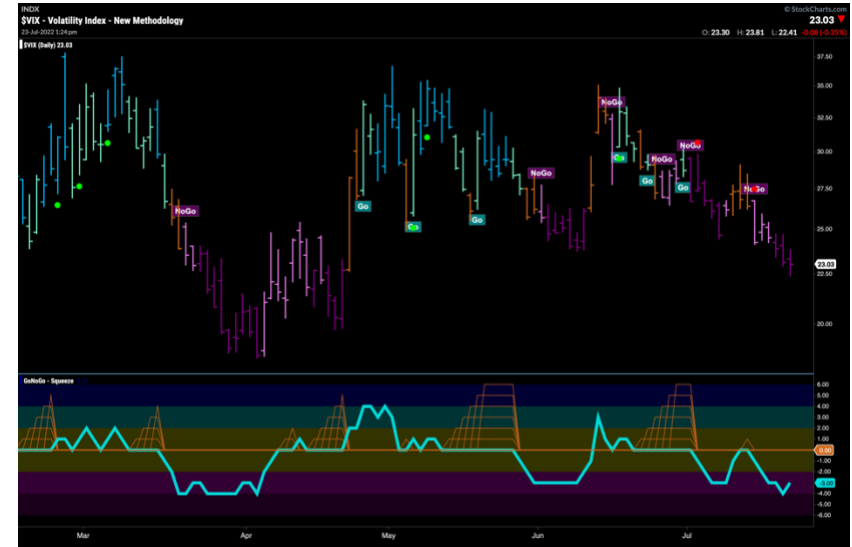 INDX
© StockCharts.com
$VIX - Volatility Index - New Methodology
23.03
23-Jul-2022 1:24pm
O: 23.30 H: 23.81 L: 22.41 -0.08 (-0.35%)
$VIX (Daily) 23.03
37.50
35.00
NoGo
32.50
NoGo
30.00
Go
NoGo
NoGo
Go
Go
NoGo
27.50
NoGo
Go
Go
Go
25.00
23.03
22.50
20.00
GoNoGo - Squeeze
6.00
5.00
4.00
3.00
2.00
1.00
0.00
-1.00
-2.00
-3.00
-4.00
-5.00
-6.00
Mar Apr May Jun Jul